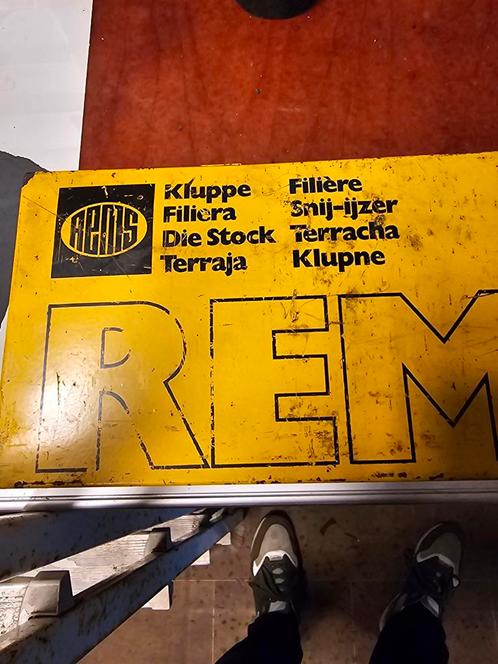 REMS
Kluppe
Filiera
Die Stock
Terraja
Filière
Snij-ijzer
Terracha
Klupne
REM